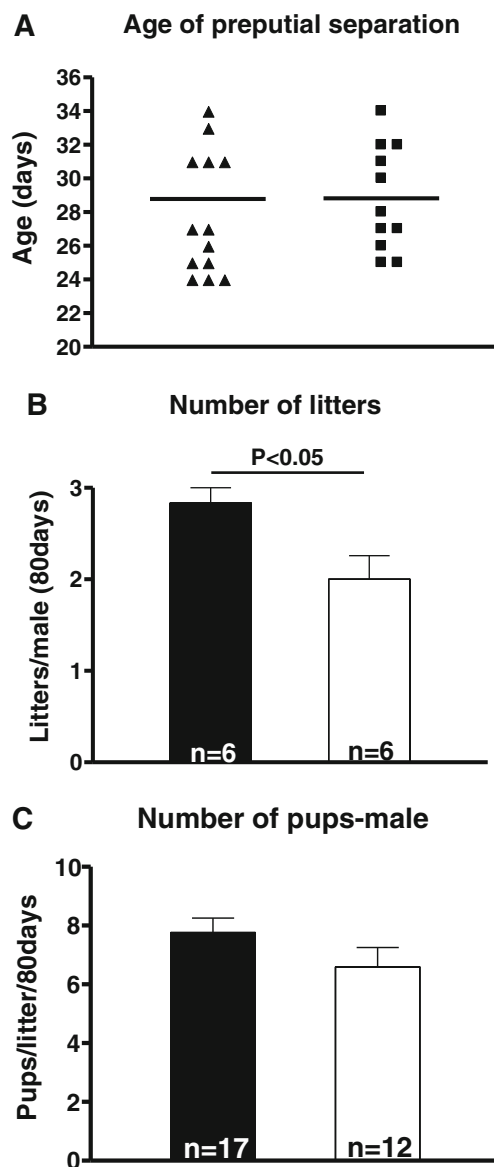 A Age of preputial separation
Age (days)
36
34
32
30
28
26
24
22
20
B Number of litters
P<0.05
Litters/male (80days)
3
2
1
0
n=6 n=6
C Number of pups-male
Pups/litter/80days
10
8
6
4
2
0
n=17 n=12